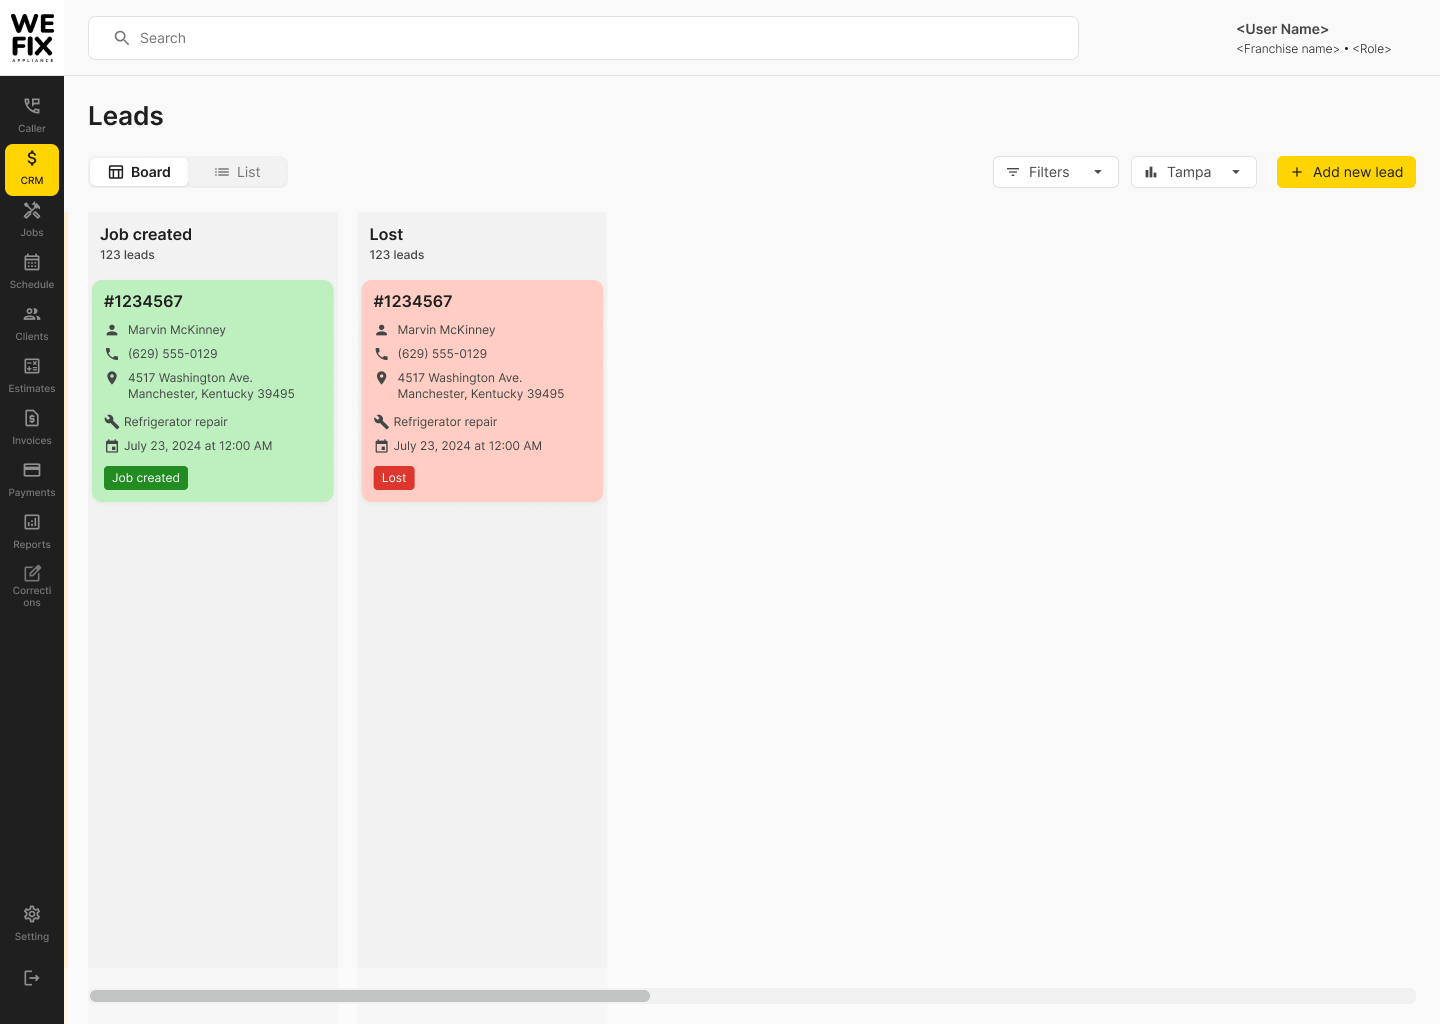 WE
FIX
APPLIANCE
Search
<User Name>
<Franchise name> • <Role>
Caller
CRM
Jobs
Schedule
Clients
Estimates
Invoices
Payments
Reports
Correcti
ons
Setting
Leads
Board
List
Filters
Tampa
Add new lead
Job created
123 leads
#1234567
Marvin McKinney
(629) 555-0129
4517 Washington Ave.
Manchester, Kentucky 39495
Refrigerator repair
July 23, 2024 at 12:00 AM
Job created
Lost
123 leads
#1234567
Marvin McKinney
(629) 555-0129
4517 Washington Ave.
Manchester, Kentucky 39495
Refrigerator repair
July 23, 2024 at 12:00 AM
Lost